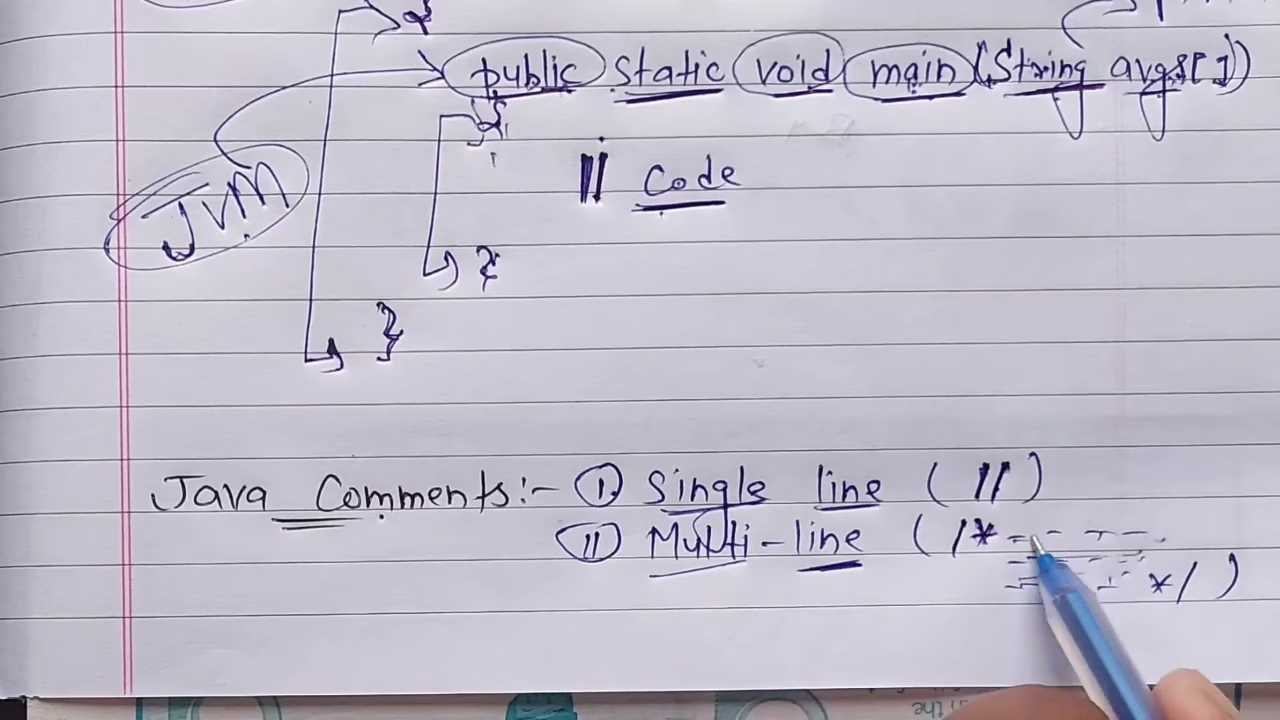 {
public static void main (String args[])
{
// Code
JVM
}
}
Java Comments:- (I) Single line ( // )
(II) Multi-line ( /* - - - -
- - - - */ )